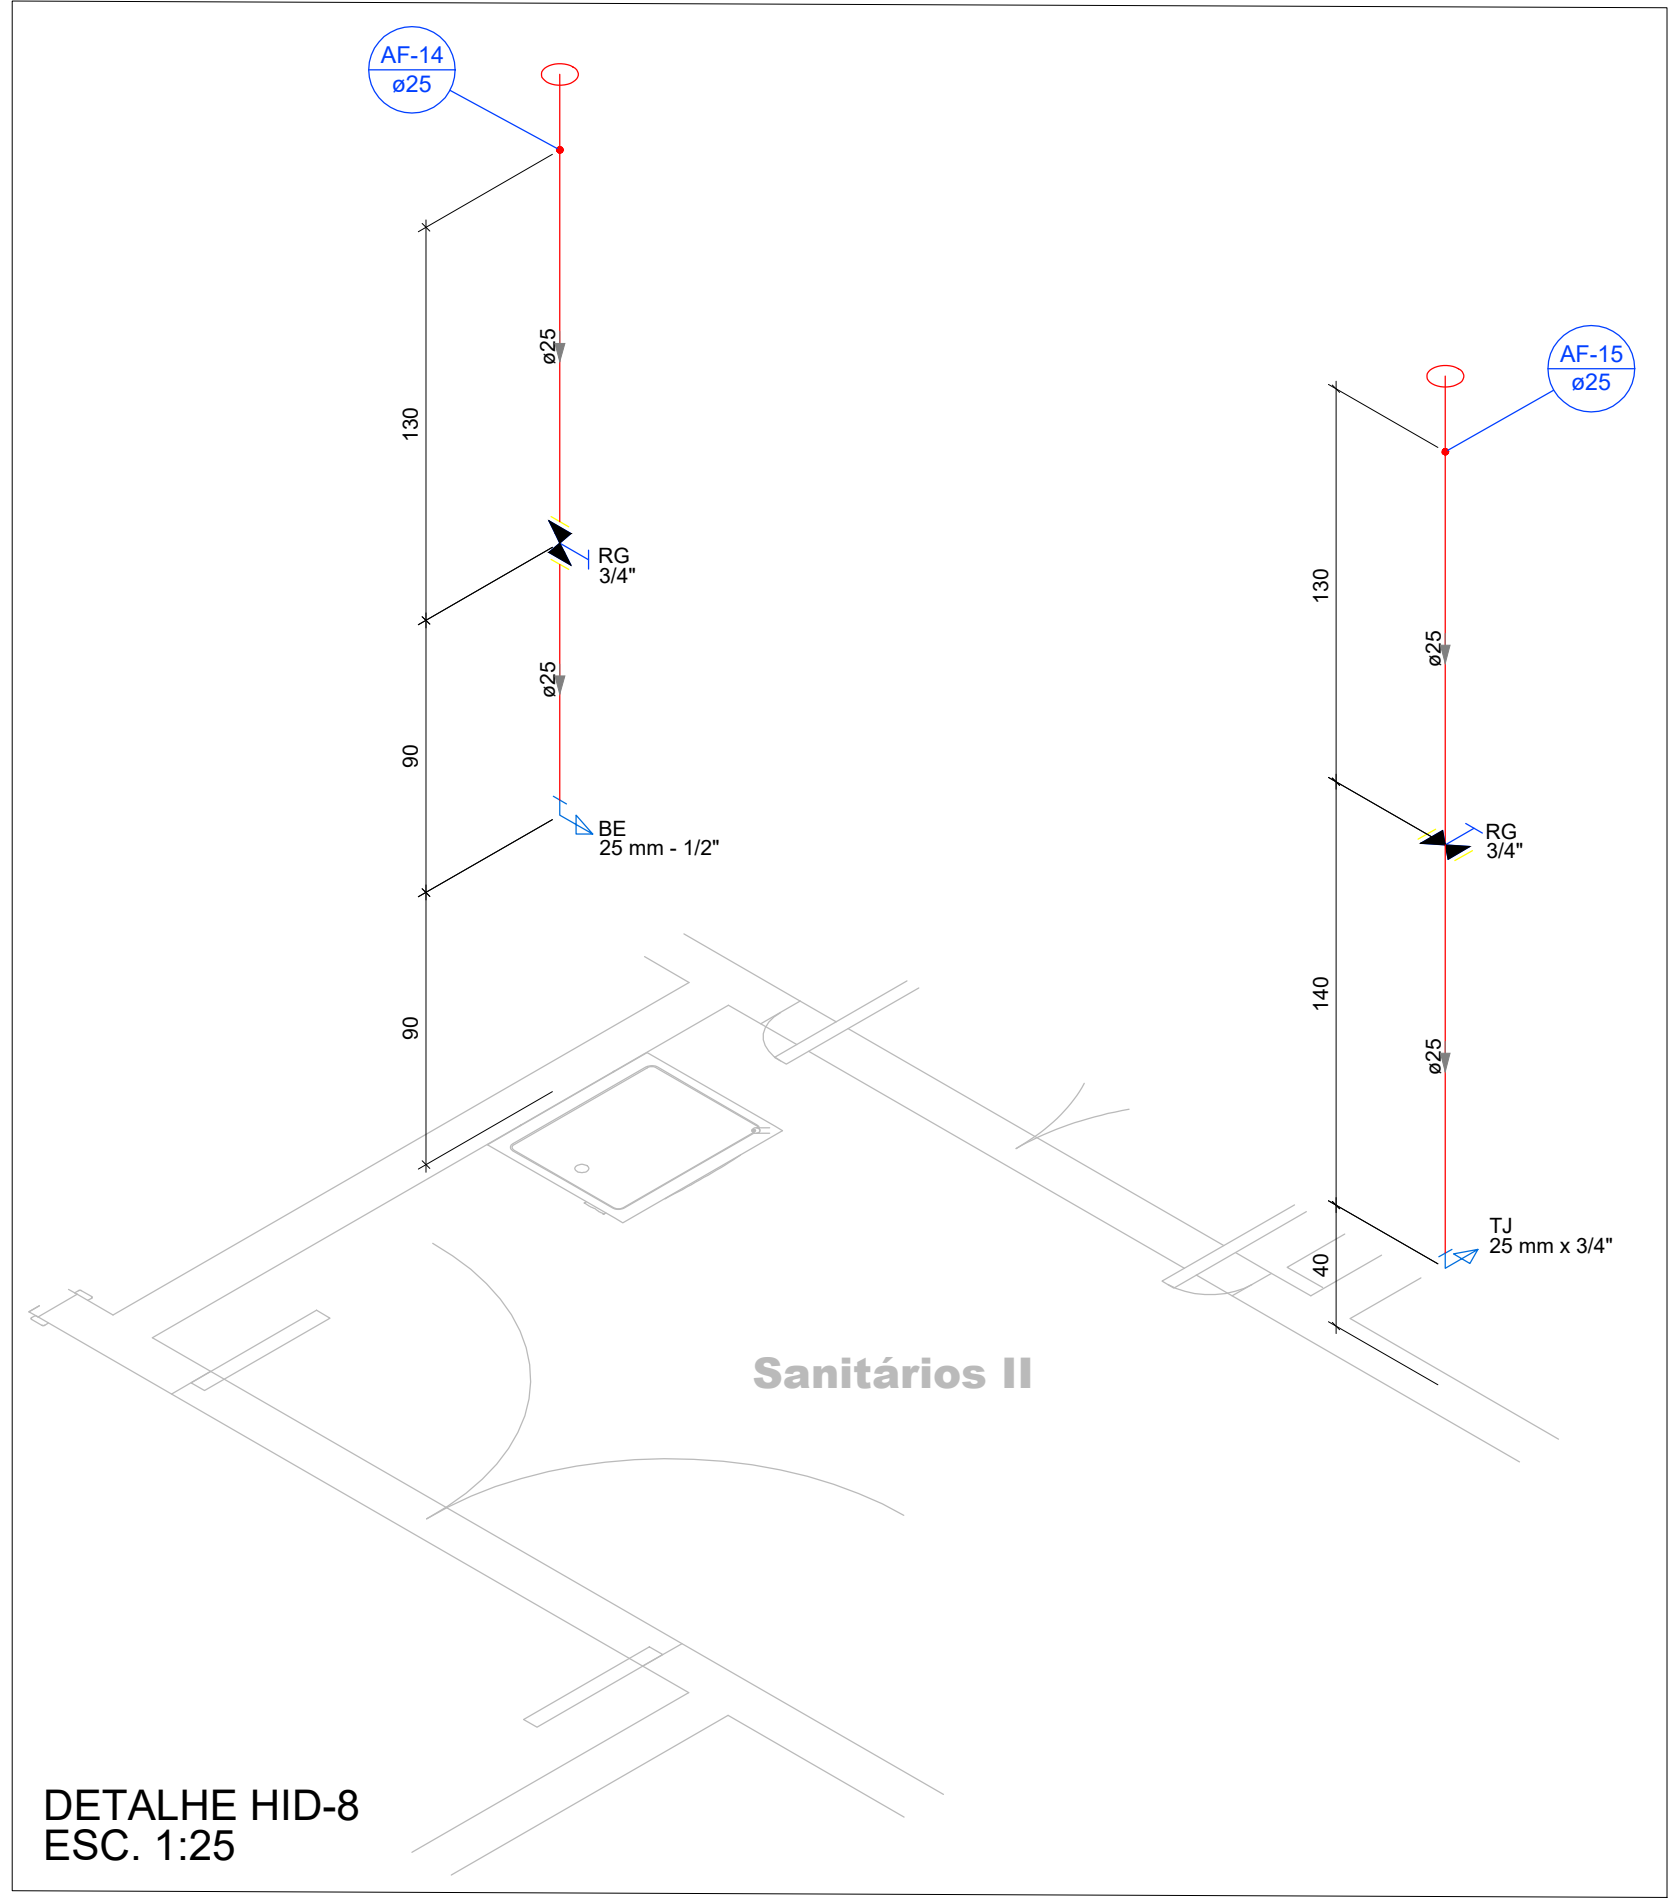 AF-14
ø25
ø25
130
RG
3/4"
ø25
90
BE
25 mm - 1/2"
90
AF-15
ø25
130
ø25
RG
3/4"
140
ø25
TJ
25 mm x 3/4"
40
Sanitários II
DETALHE HID-8
ESC. 1:25